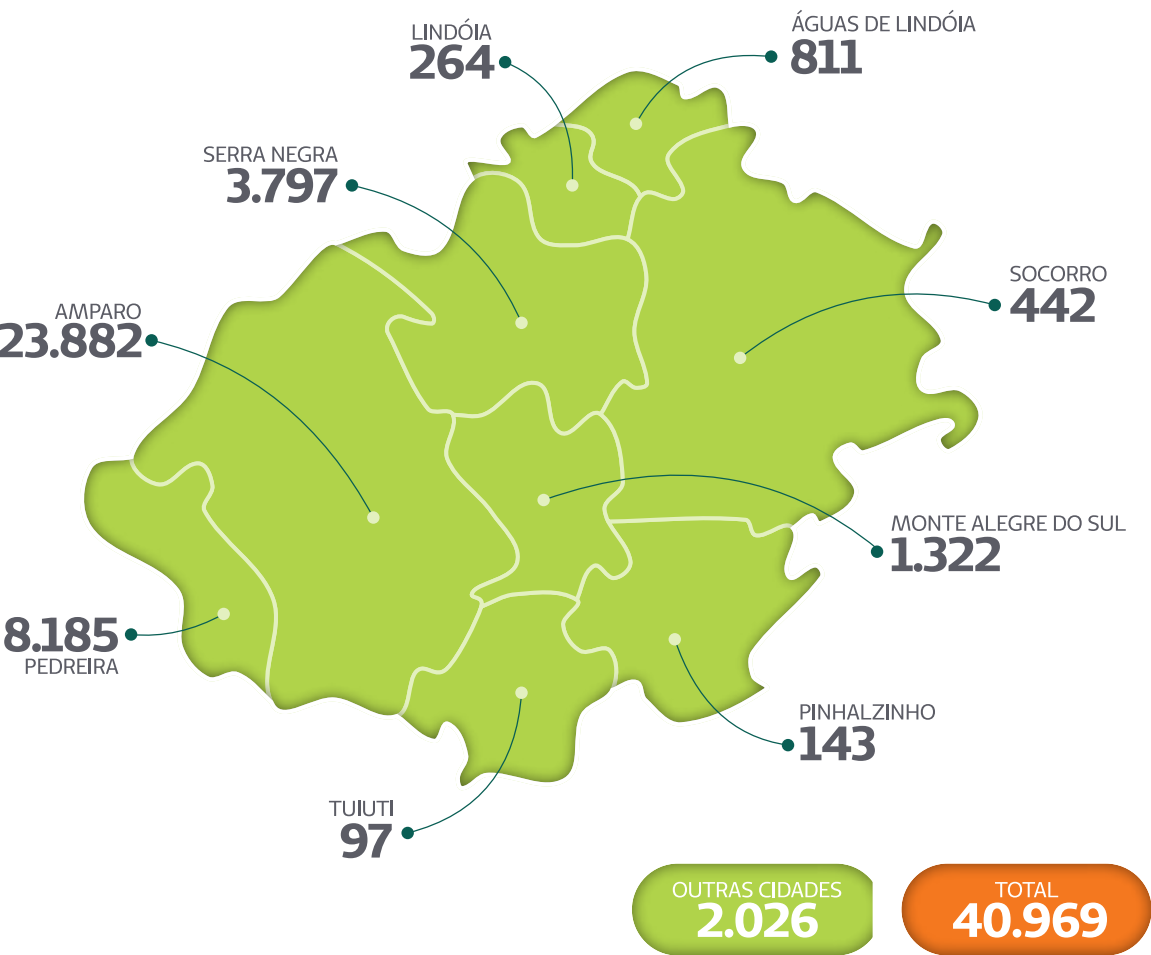 LINDÓIA
264
ÁGUAS DE LINDÓIA
811
SERRA NEGRA
3.797
SOCORRO
442
AMPARO
23.882
MONTE ALEGRE DO SUL
1.322
8.185
PEDREIRA
PINHALZINHO
143
TUIUTI
97
OUTRAS CIDADES
2.026
TOTAL
40.969